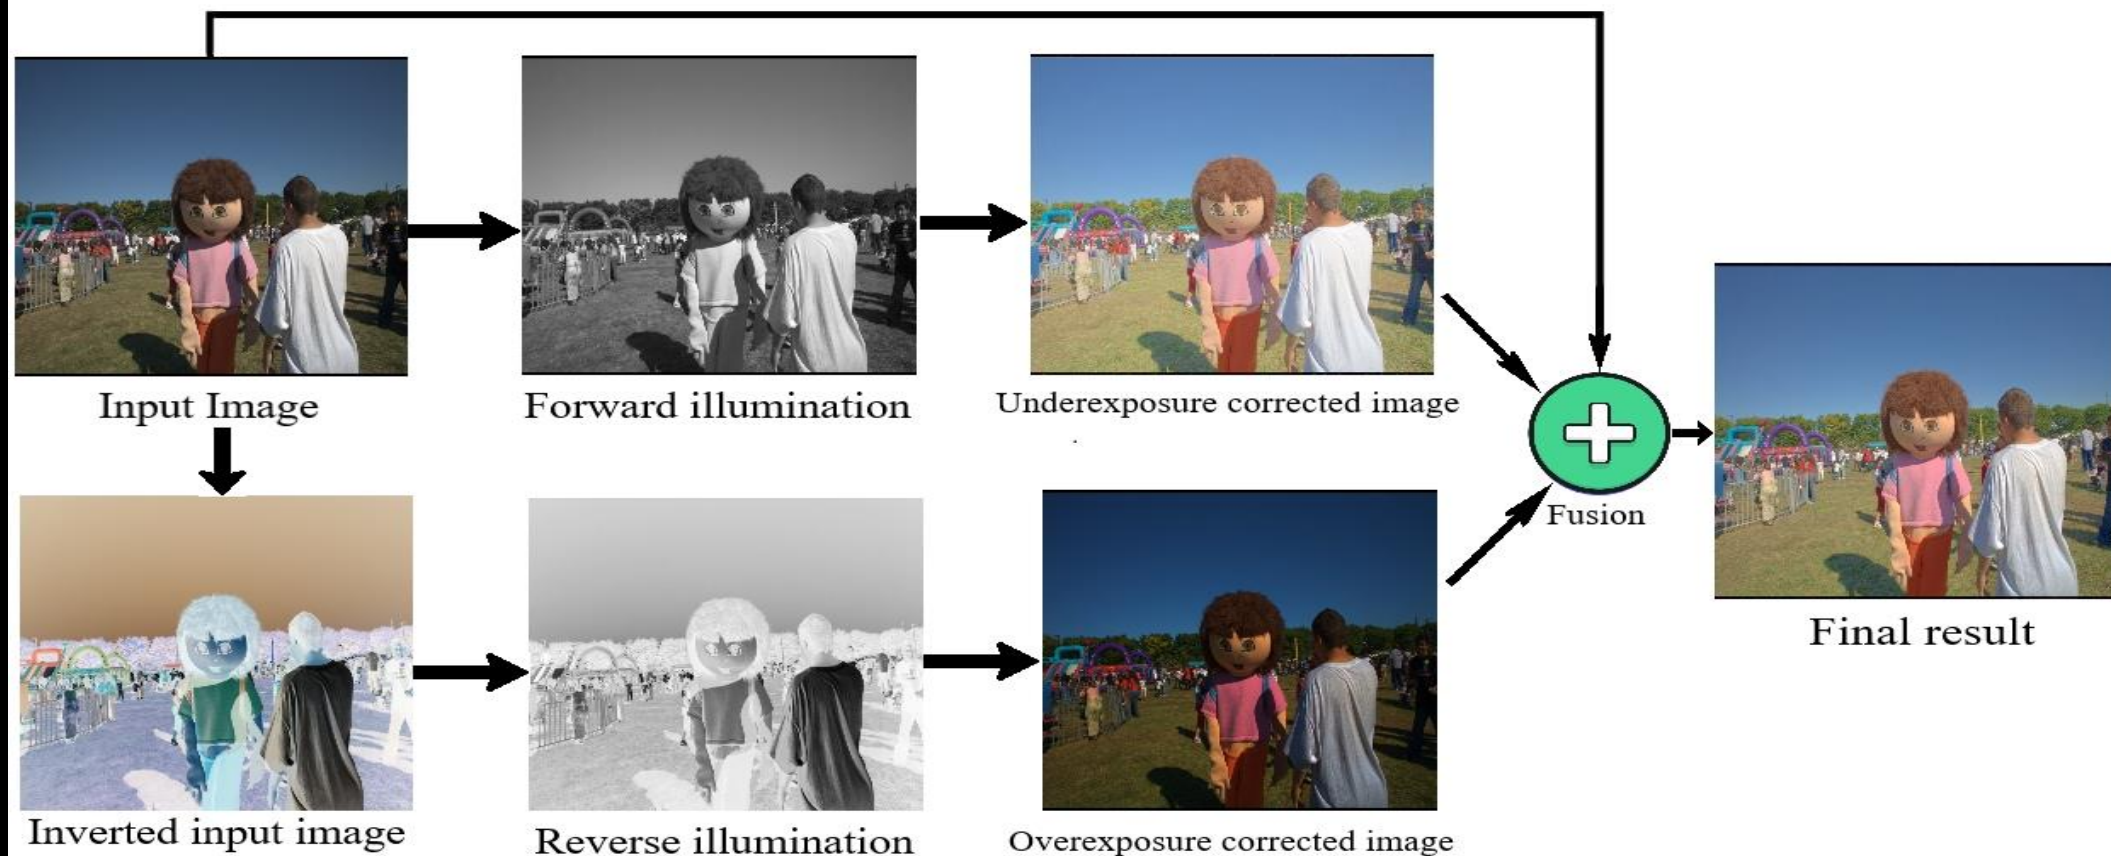 Input Image
Forward illumination
Underexposure corrected image
Fusion
Final result
Inverted input image
Reverse illumination
Overexposure corrected image